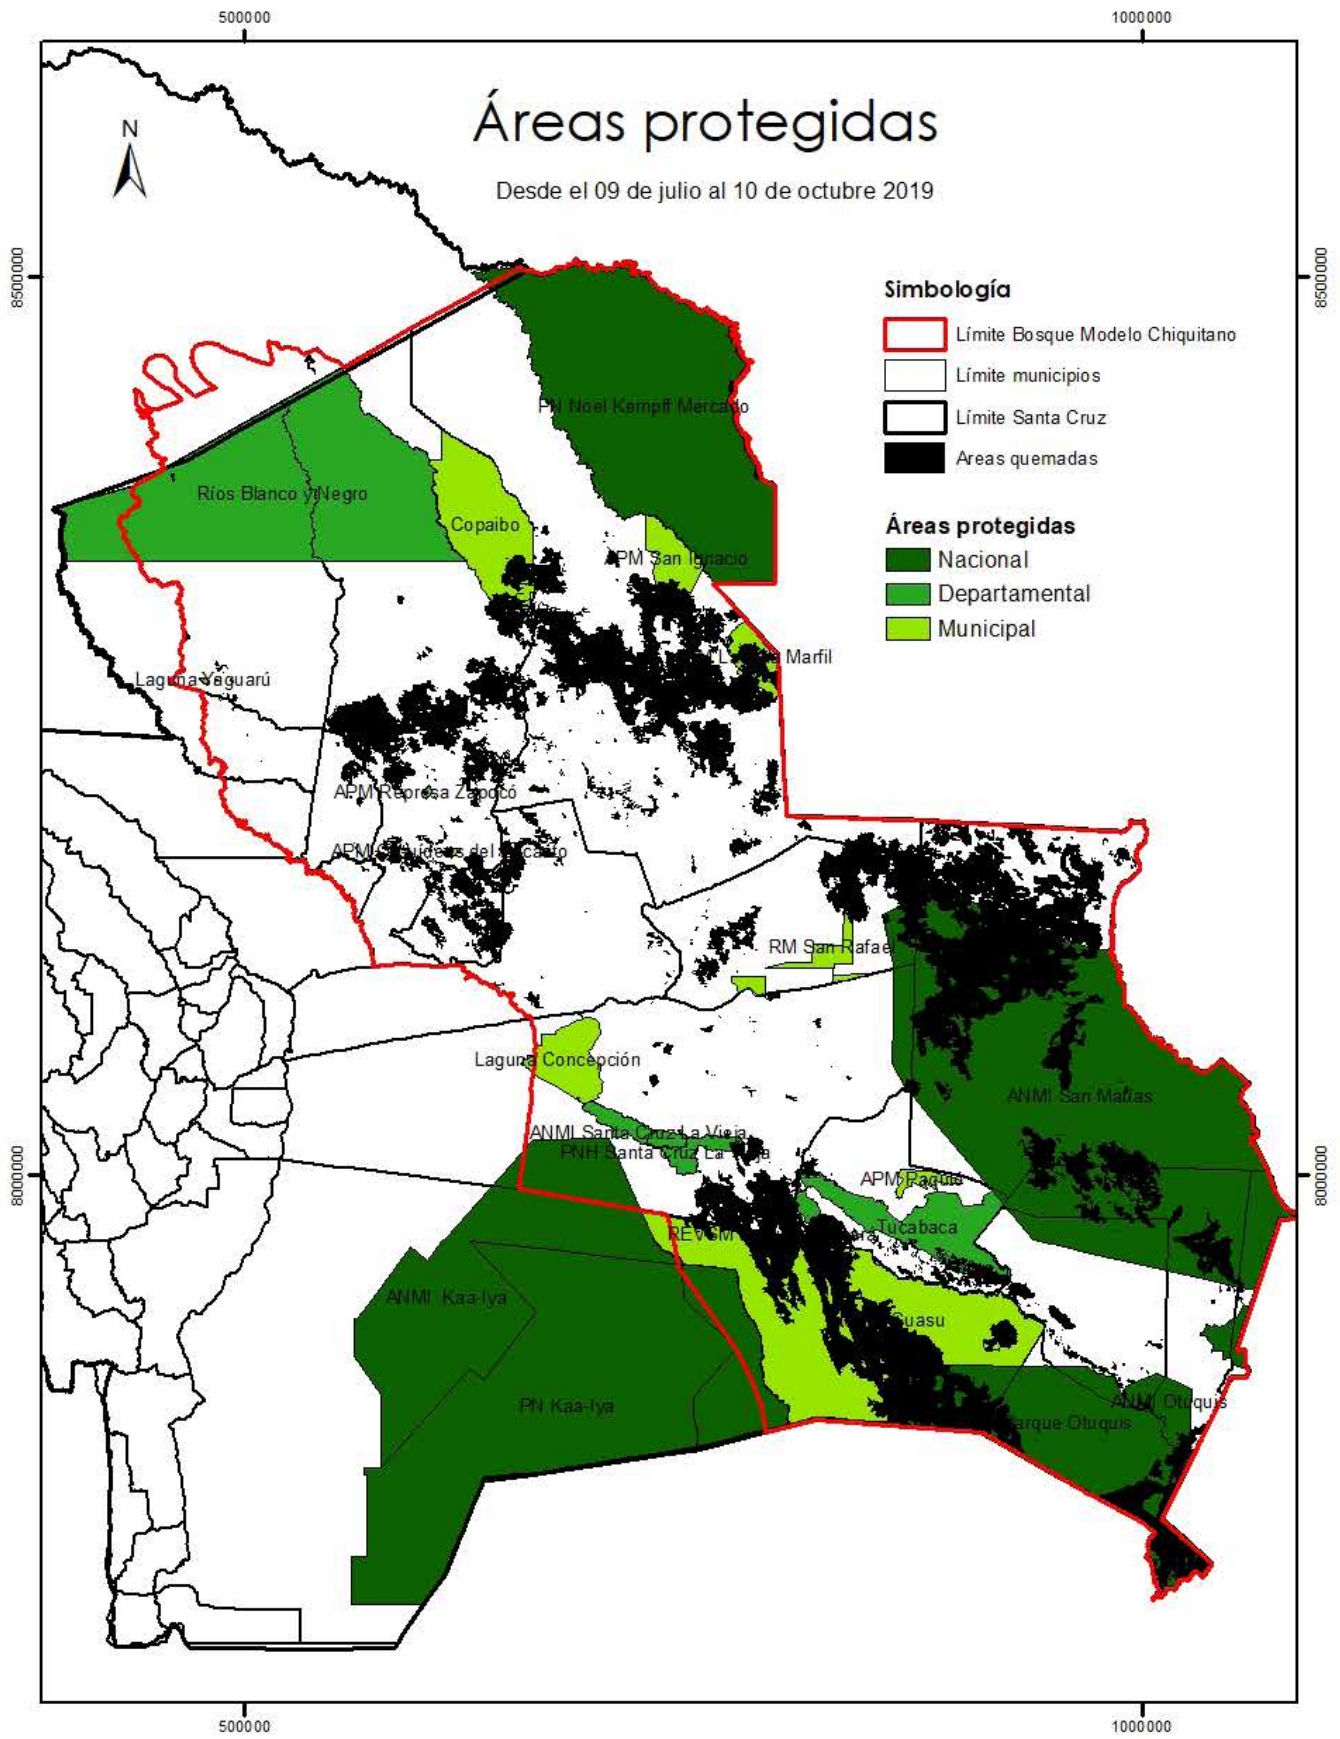 500000
1000000
Áreas protegidas
N
Desde el 09 de julio al 10 de octubre 2019
8500000
8500000
Simbología
Límite Bosque Modelo Chiquitano
Límite municipios
Límite Santa Cruz
Areas quemadas
Áreas protegidas
Nacional
Departamental
Municipal
PN Noel Kempff Mercado
Ríos Blanco y Negro
Copaibo
APM San Ignacio
Marfil
Laguna Yaguarú
APM Represa Zapocó
APM del
RM San Rafael
Laguna Concepción
ANMI San Matías
ANMI Santa Cruz La Vieja
PNH Santa Cruz La Vieja
8000000
8000000
APM Paquió
Tucabaca
REVSM
ANMI Kaa-Iya
Guasu
PN Kaa-Iya
ANMI Otuquis
Parque Otuquis
500000
1000000